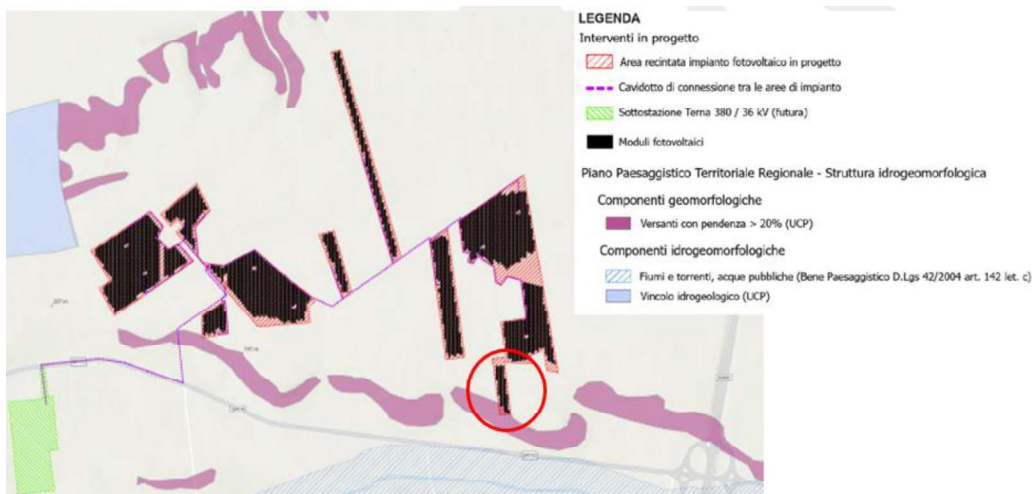 LEGENDA
Interventi in progetto
Area recintata impianto fotovoltaico in progetto
Cavidotto di connessione tra le aree di impianto
Sottostazione Terna 380 / 36 kV (futura)
Moduli fotovoltaici
Piano Paesaggistico Territoriale Regionale - Struttura idrogeomorfologica
Componenti geomorfologiche
Versanti con pendenza > 20% (UCP)
Componenti idrogeomorfologiche
Fiumi e torrenti, acque pubbliche (Bene Paesaggistico D.Lgs 42/2004 art. 142 let. c)
Vincolo idrogeologico (UCP)